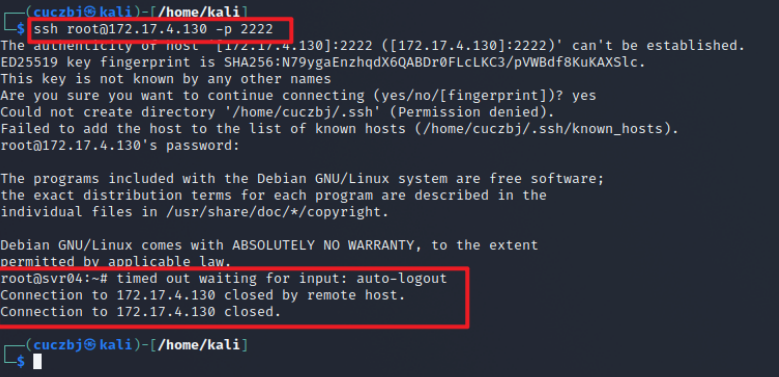 (cuczbj㉿kali)-[/home/kali]
$ ssh root@172.17.4.130 -p 2222
The authenticity of host '[172.17.4.130]:2222 ([172.17.4.130]:2222)' can't be established.
ED25519 key fingerprint is SHA256:N79ygaEnzhqdX6QABDr0FLcLKC3/pVWBdf8KuKAXSlc.
This key is not known by any other names
Are you sure you want to continue connecting (yes/no/[fingerprint])? yes
Could not create directory '/home/cuczbj/.ssh' (Permission denied).
Failed to add the host to the list of known hosts (/home/cuczbj/.ssh/known_hosts).
root@172.17.4.130's password:
The programs included with the Debian GNU/Linux system are free software;
the exact distribution terms for each program are described in the
individual files in /usr/share/doc/*/copyright.
Debian GNU/Linux comes with ABSOLUTELY NO WARRANTY, to the extent
permitted by applicable law.
root@svr04:~# timed out waiting for input: auto-logout
Connection to 172.17.4.130 closed by remote host.
Connection to 172.17.4.130 closed.
(cuczbj㉿kali)-[/home/kali]
$